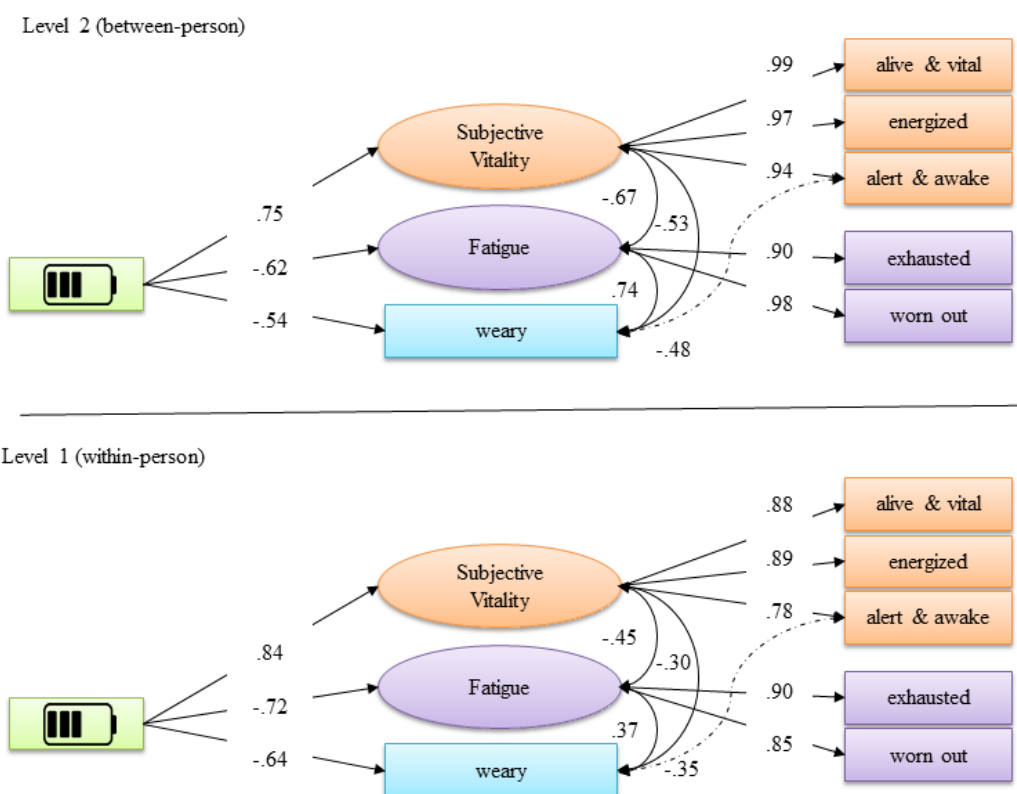 Level 2 (between-person)
.99
alive & vital
.97
energized
Subjective
Vitality
.94
alert & awake
-.67
-.53
.75
Fatigue
.90
exhausted
-.62
.74
.98
worn out
-.54
weary
-.48
Level 1 (within-person)
.88
alive & vital
.89
energized
Subjective
Vitality
.78
alert & awake
-.45
-.30
.84
Fatigue
.90
exhausted
-.72
.37
.85
worn out
-.64
weary
-.35